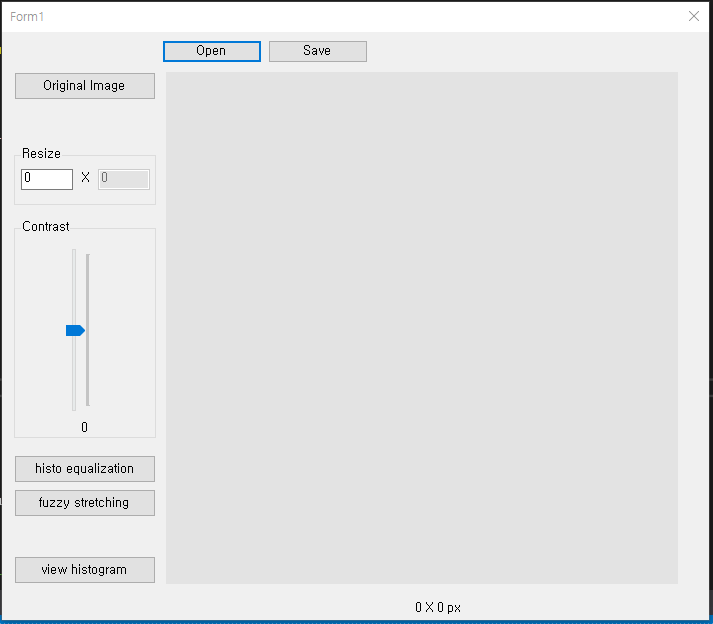 Form1
Open Save
Original Image
Resize
0 X 0
Contrast
0
histo equalization
fuzzy stretching
view histogram
0 X 0 px